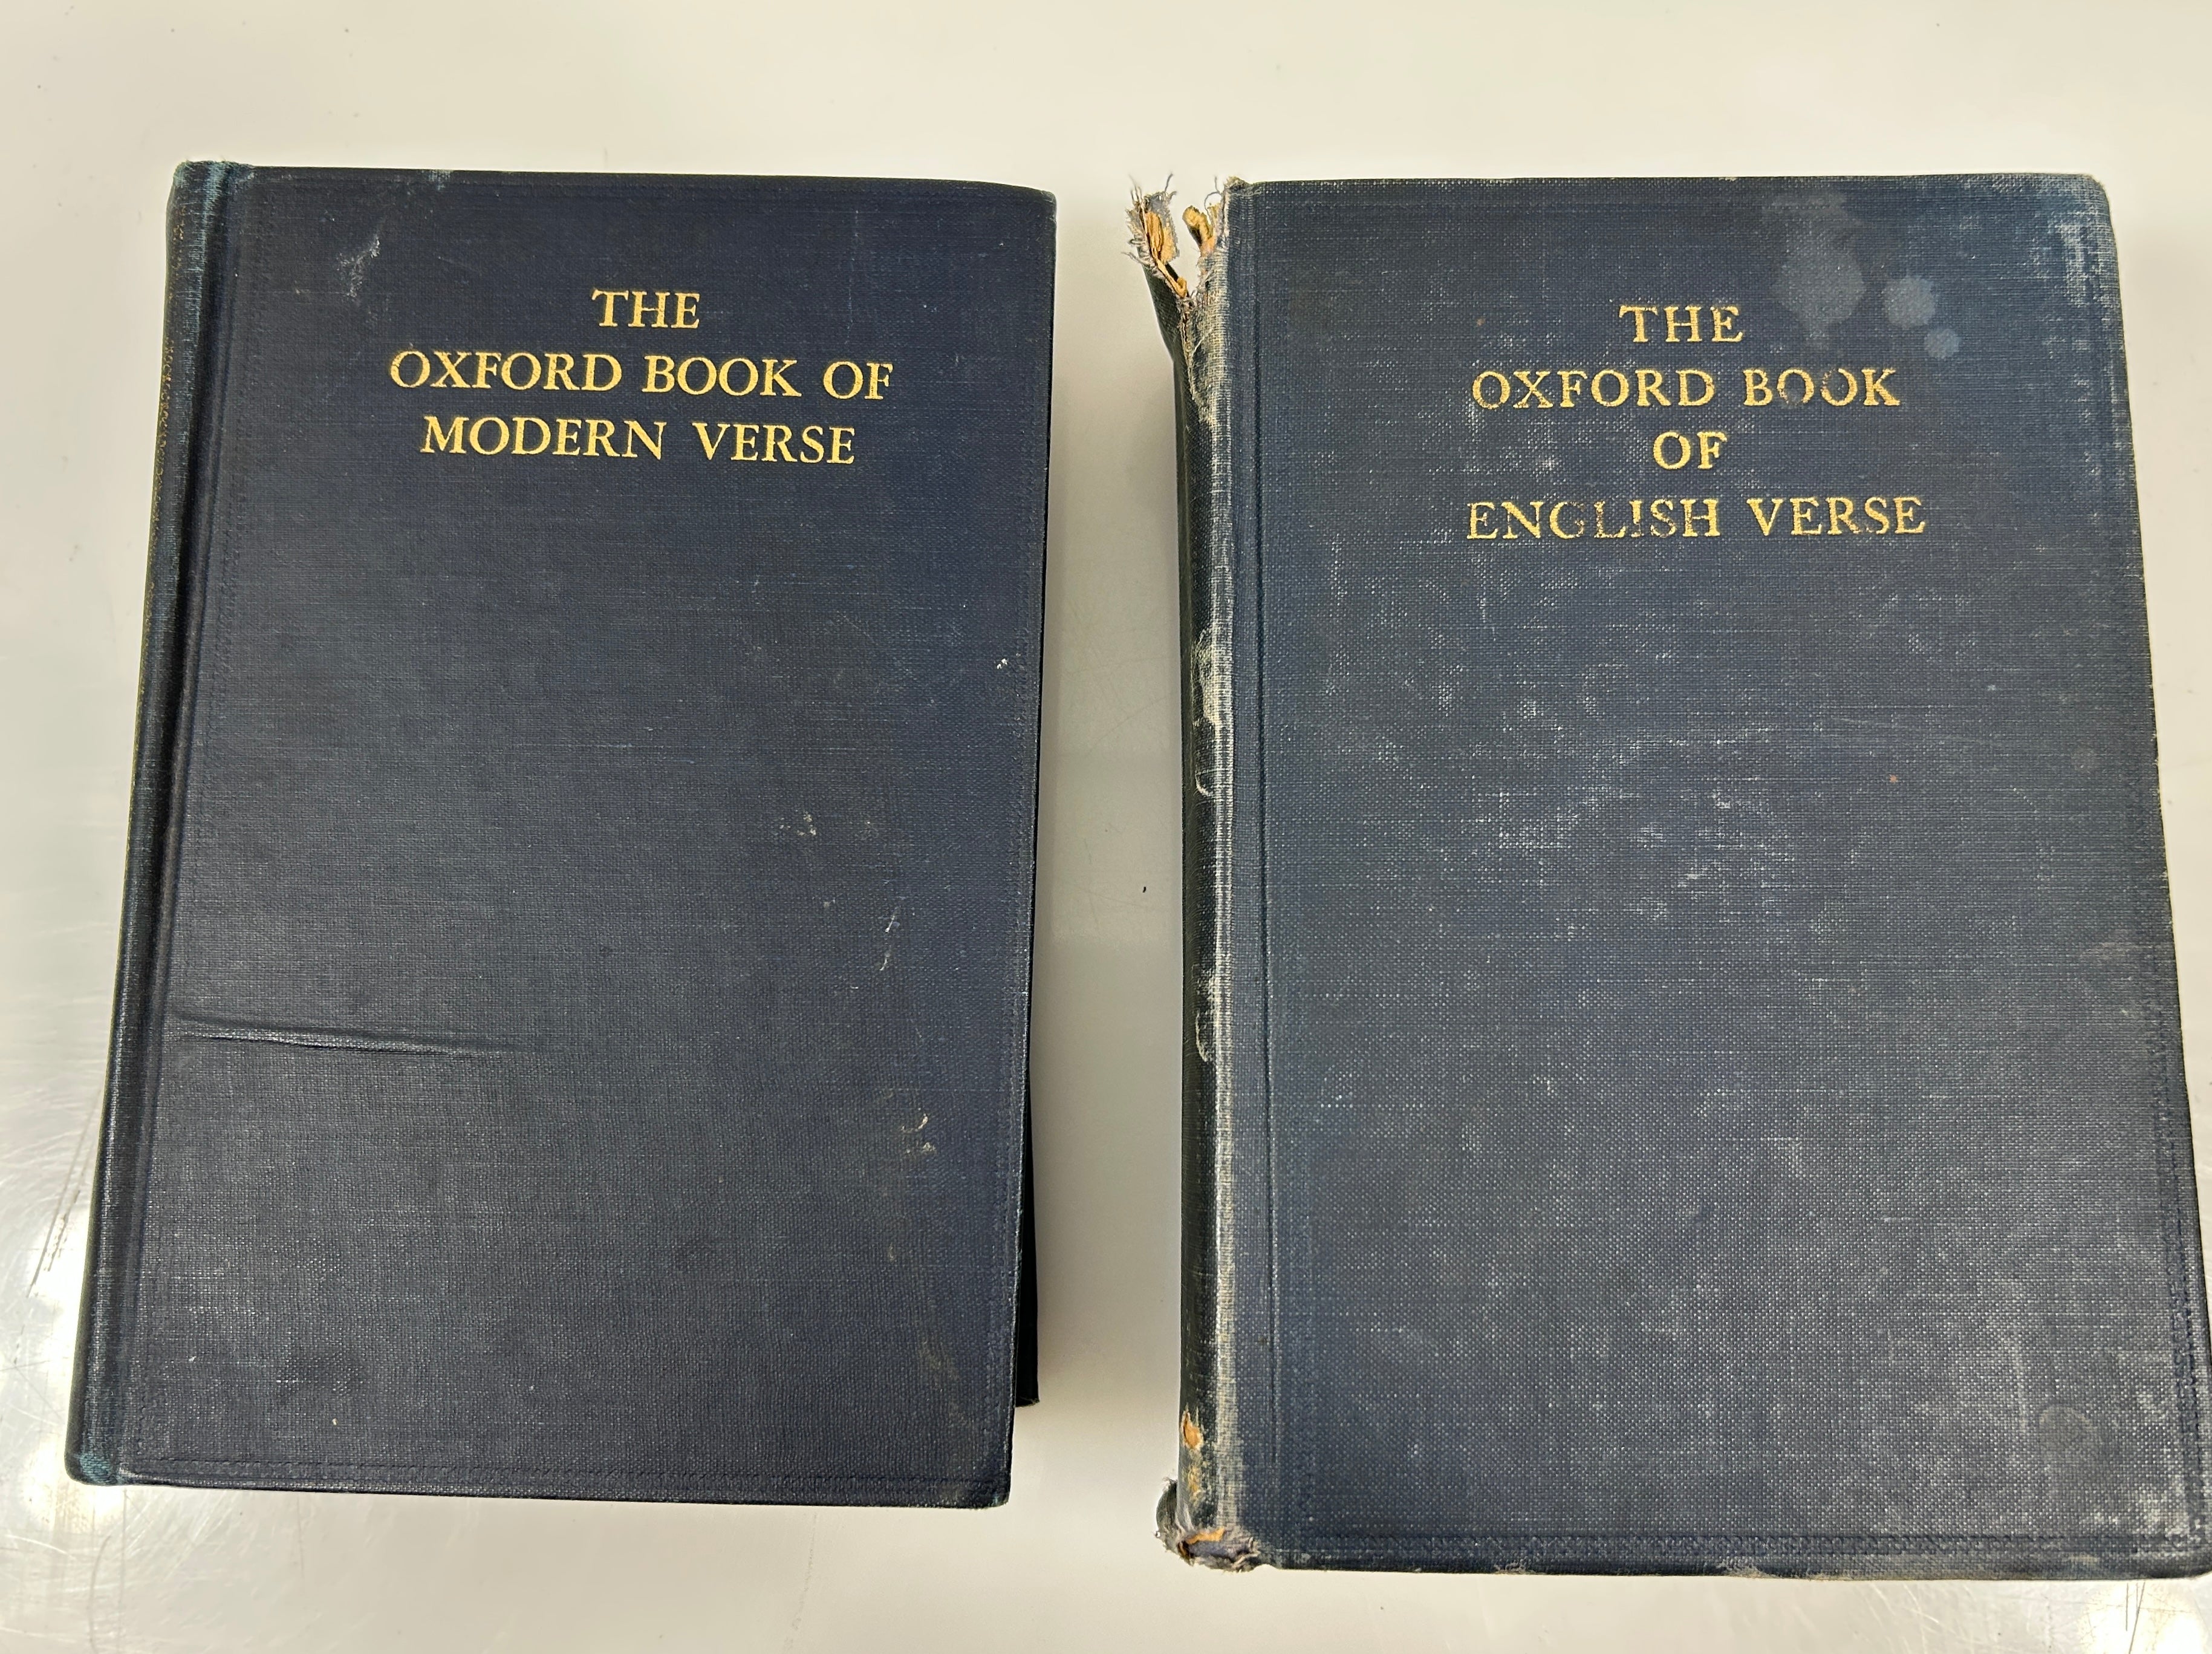 THE
OXFORD BOOK OF
MODERN VERSE
THE
OXFORD BOOK
OF
ENGLISH VERSE